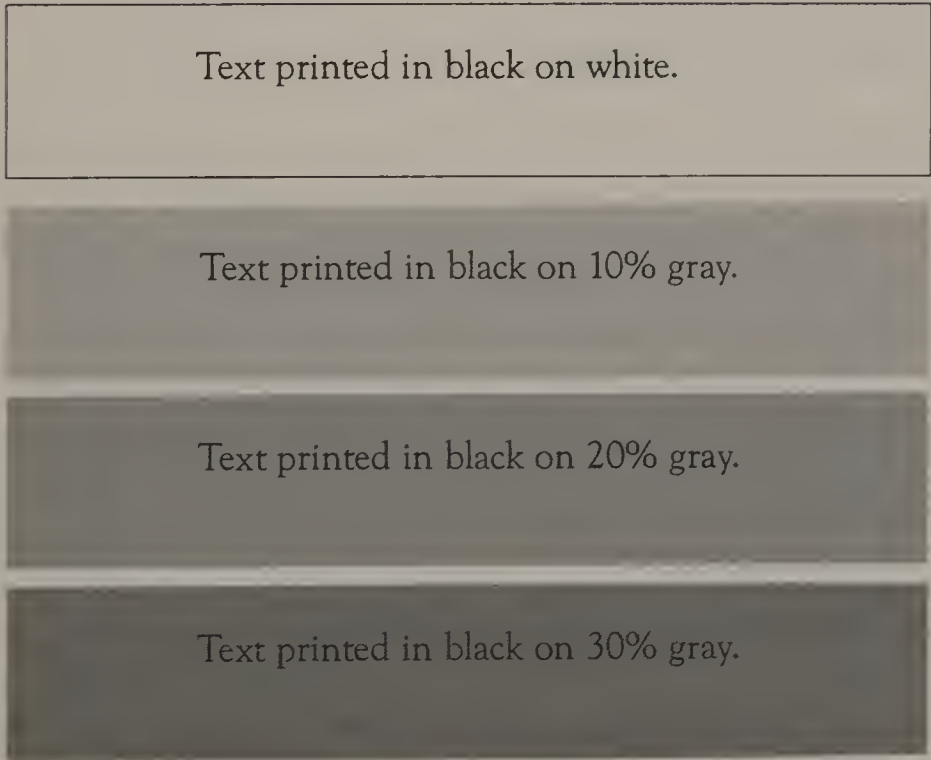 Text printed in black on white.
Text printed in black on 10% gray.
Text printed in black on 20% gray.
Text printed in black on 30% gray.